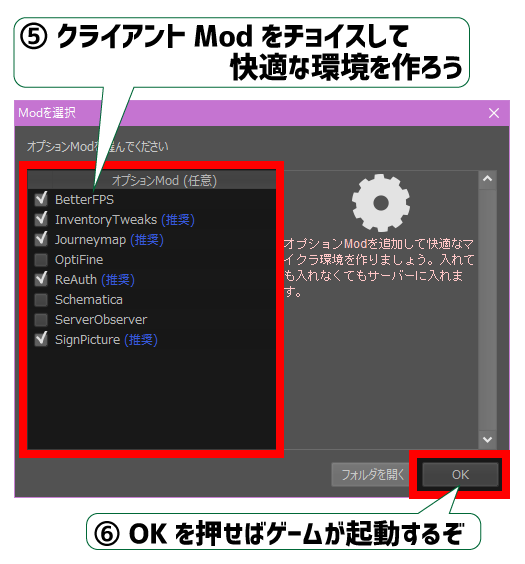 ⑤ クライアント Mod をチョイスして
快適な環境を作ろう
Modを選択
オプションModを選んでください
オプションMod (任意)
BetterFPS
InventoryTweaks (推奨)
Journeymap (推奨)
OptiFine
ReAuth (推奨)
Schematica
ServerObserver
SignPicture (推奨)
オプションModを追加して快適なマ
イクラ環境を作りましょう。入れて
も入れなくてもサーバーに入れま
す。
フォルダを開く
OK
⑥ OK を押せばゲームが起動するぞ